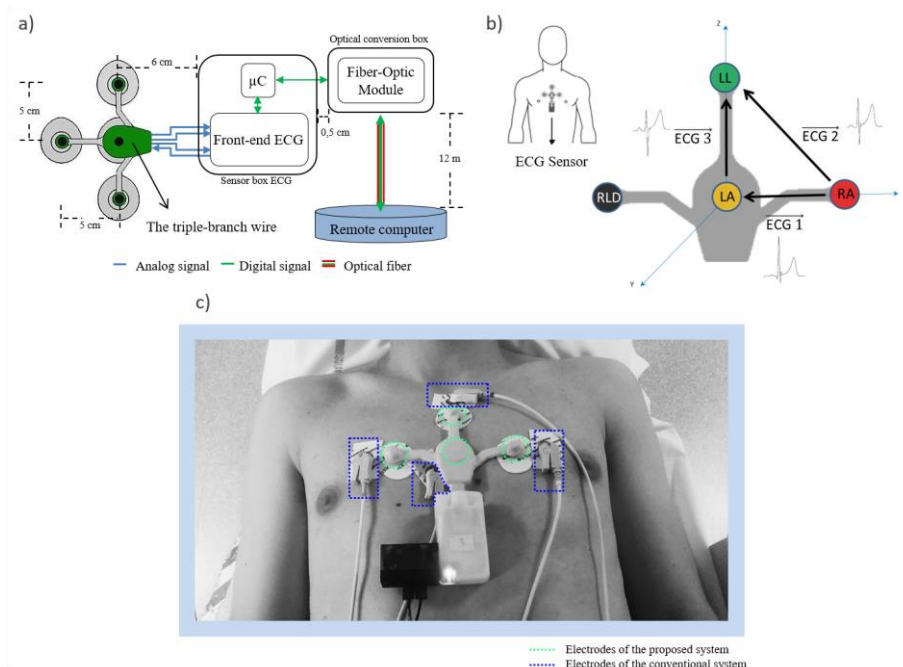 a)
6 cm
5 cm
5 cm
The triple-branch wire
µC
Front-end ECG
Sensor box ECG
0,5 cm
Optical conversion box
Fiber-Optic
Module
12 m
Remote computer
Analog signal
Digital signal
Optical fiber
b)
ECG Sensor
z
LL
ECG 3
ECG 2
RLD
LA
RA
ECG 1
Y
c)
Electrodes of the proposed system
Electrodes of the conventional system